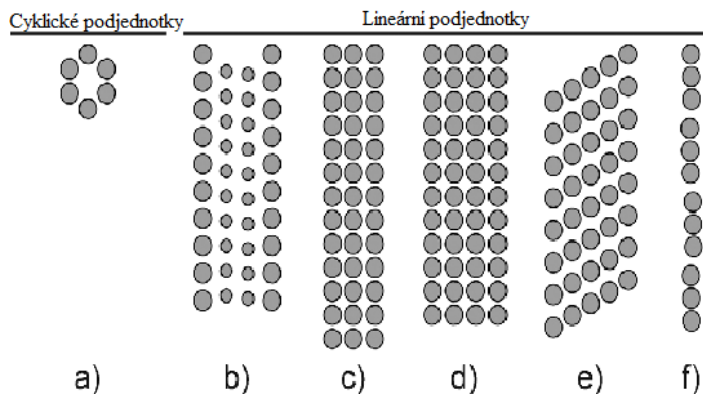 Cyklické podjednotky
Lineární podjednotky
a) b) c) d) e) f)